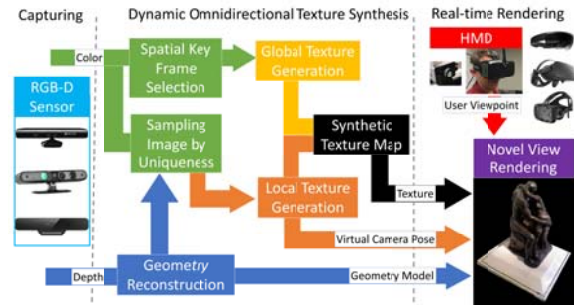 Capturing
Dynamic Omnidirectional Texture Synthesis
Real-time Rendering
Color
Spatial Key
Frame
Selection
Global Texture
Generation
HMD
User Viewpoint
RGB-D
Sensor
Sampling
Image by
Uniqueness
Synthetic
Texture Map
Novel View
Rendering
Local Texture
Generation
Texture
Virtual Camera Pose
Depth
Geometry
Reconstruction
Geometry Model